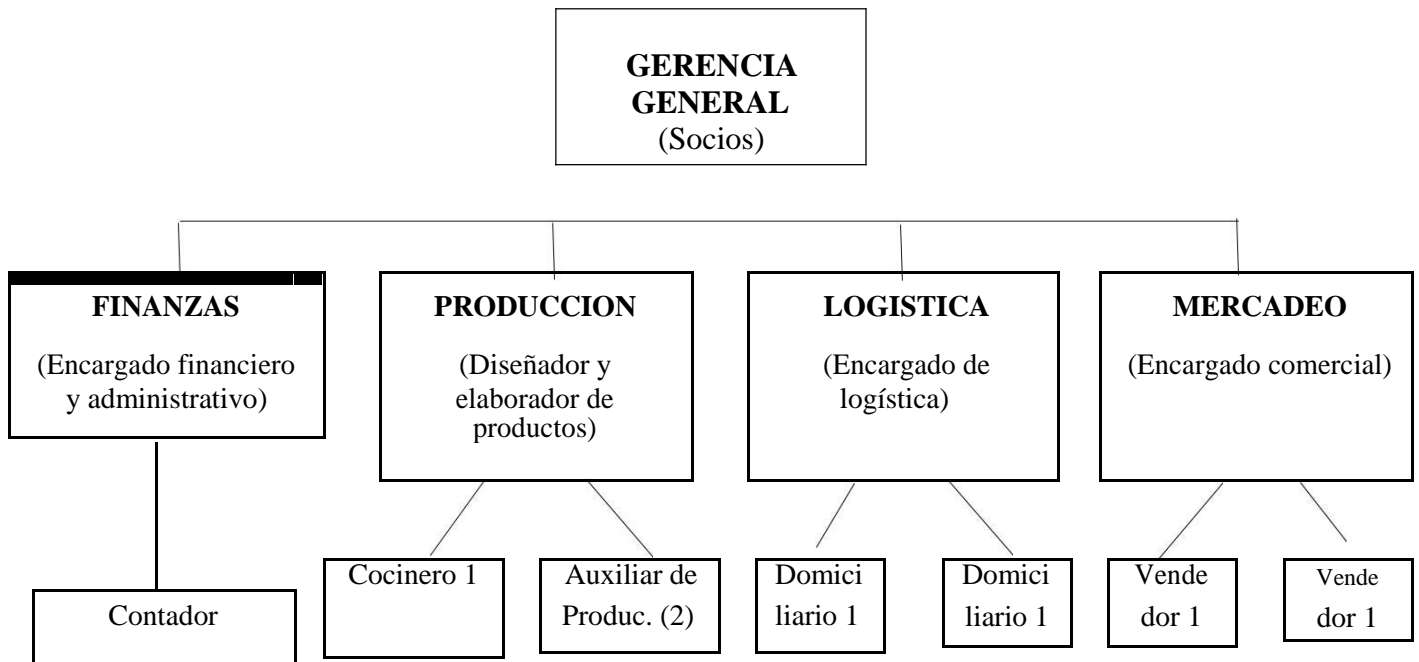 GERENCIA
GENERAL
(Socios)
FINANZAS
(Encargado financiero
y administrativo)
PRODUCCION
(Diseñador y
elaborador de
productos)
LOGISTICA
(Encargado de
logística)
MERCADEO
(Encargado comercial)
Contador
Cocinero 1
Auxiliar de
Produc. (2)
Domici
liario 1
Domici
liario 1
Vende
dor 1
Vende
dor 1